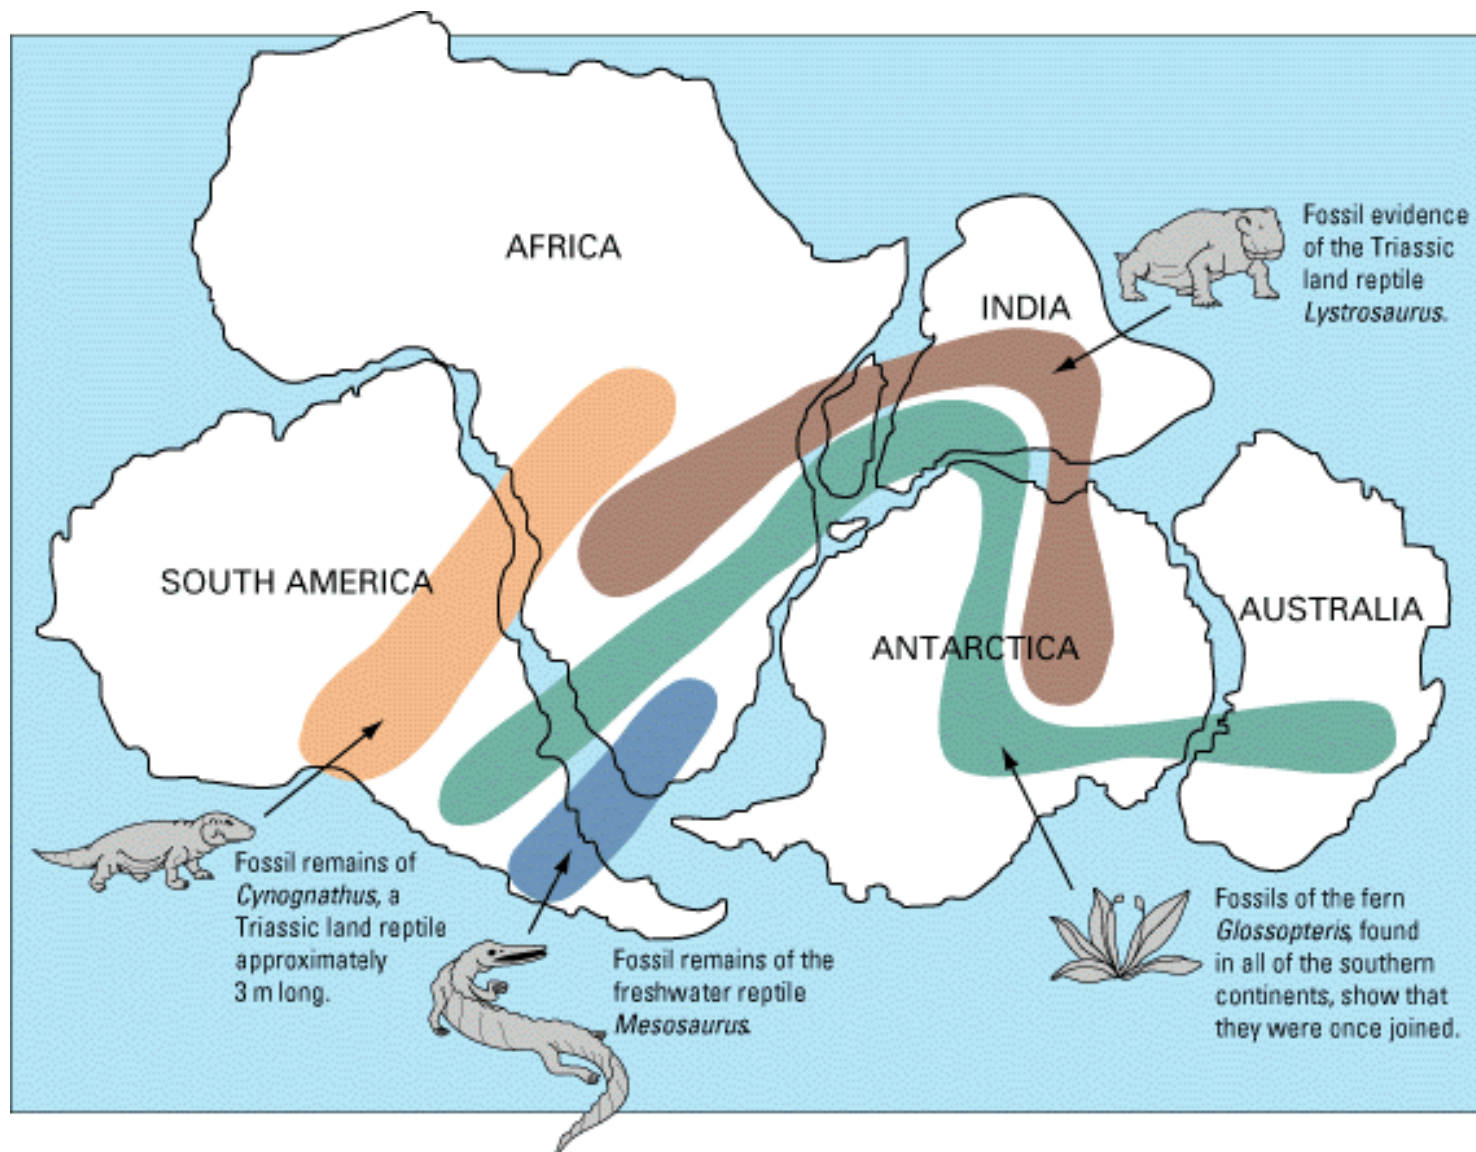 AFRICA
INDIA
Fossil evidence
of the Triassic
land reptile
Lystrosaurus.
SOUTH AMERICA
ANTARCTICA
AUSTRALIA
Fossil remains of
Cynognathus, a
Triassic land reptile
approximately
3 m long.
Fossil remains of the
freshwater reptile
Mesosaurus.
Fossils of the fern
Glossopteris, found
in all of the southern
continents, show that
they were once joined.